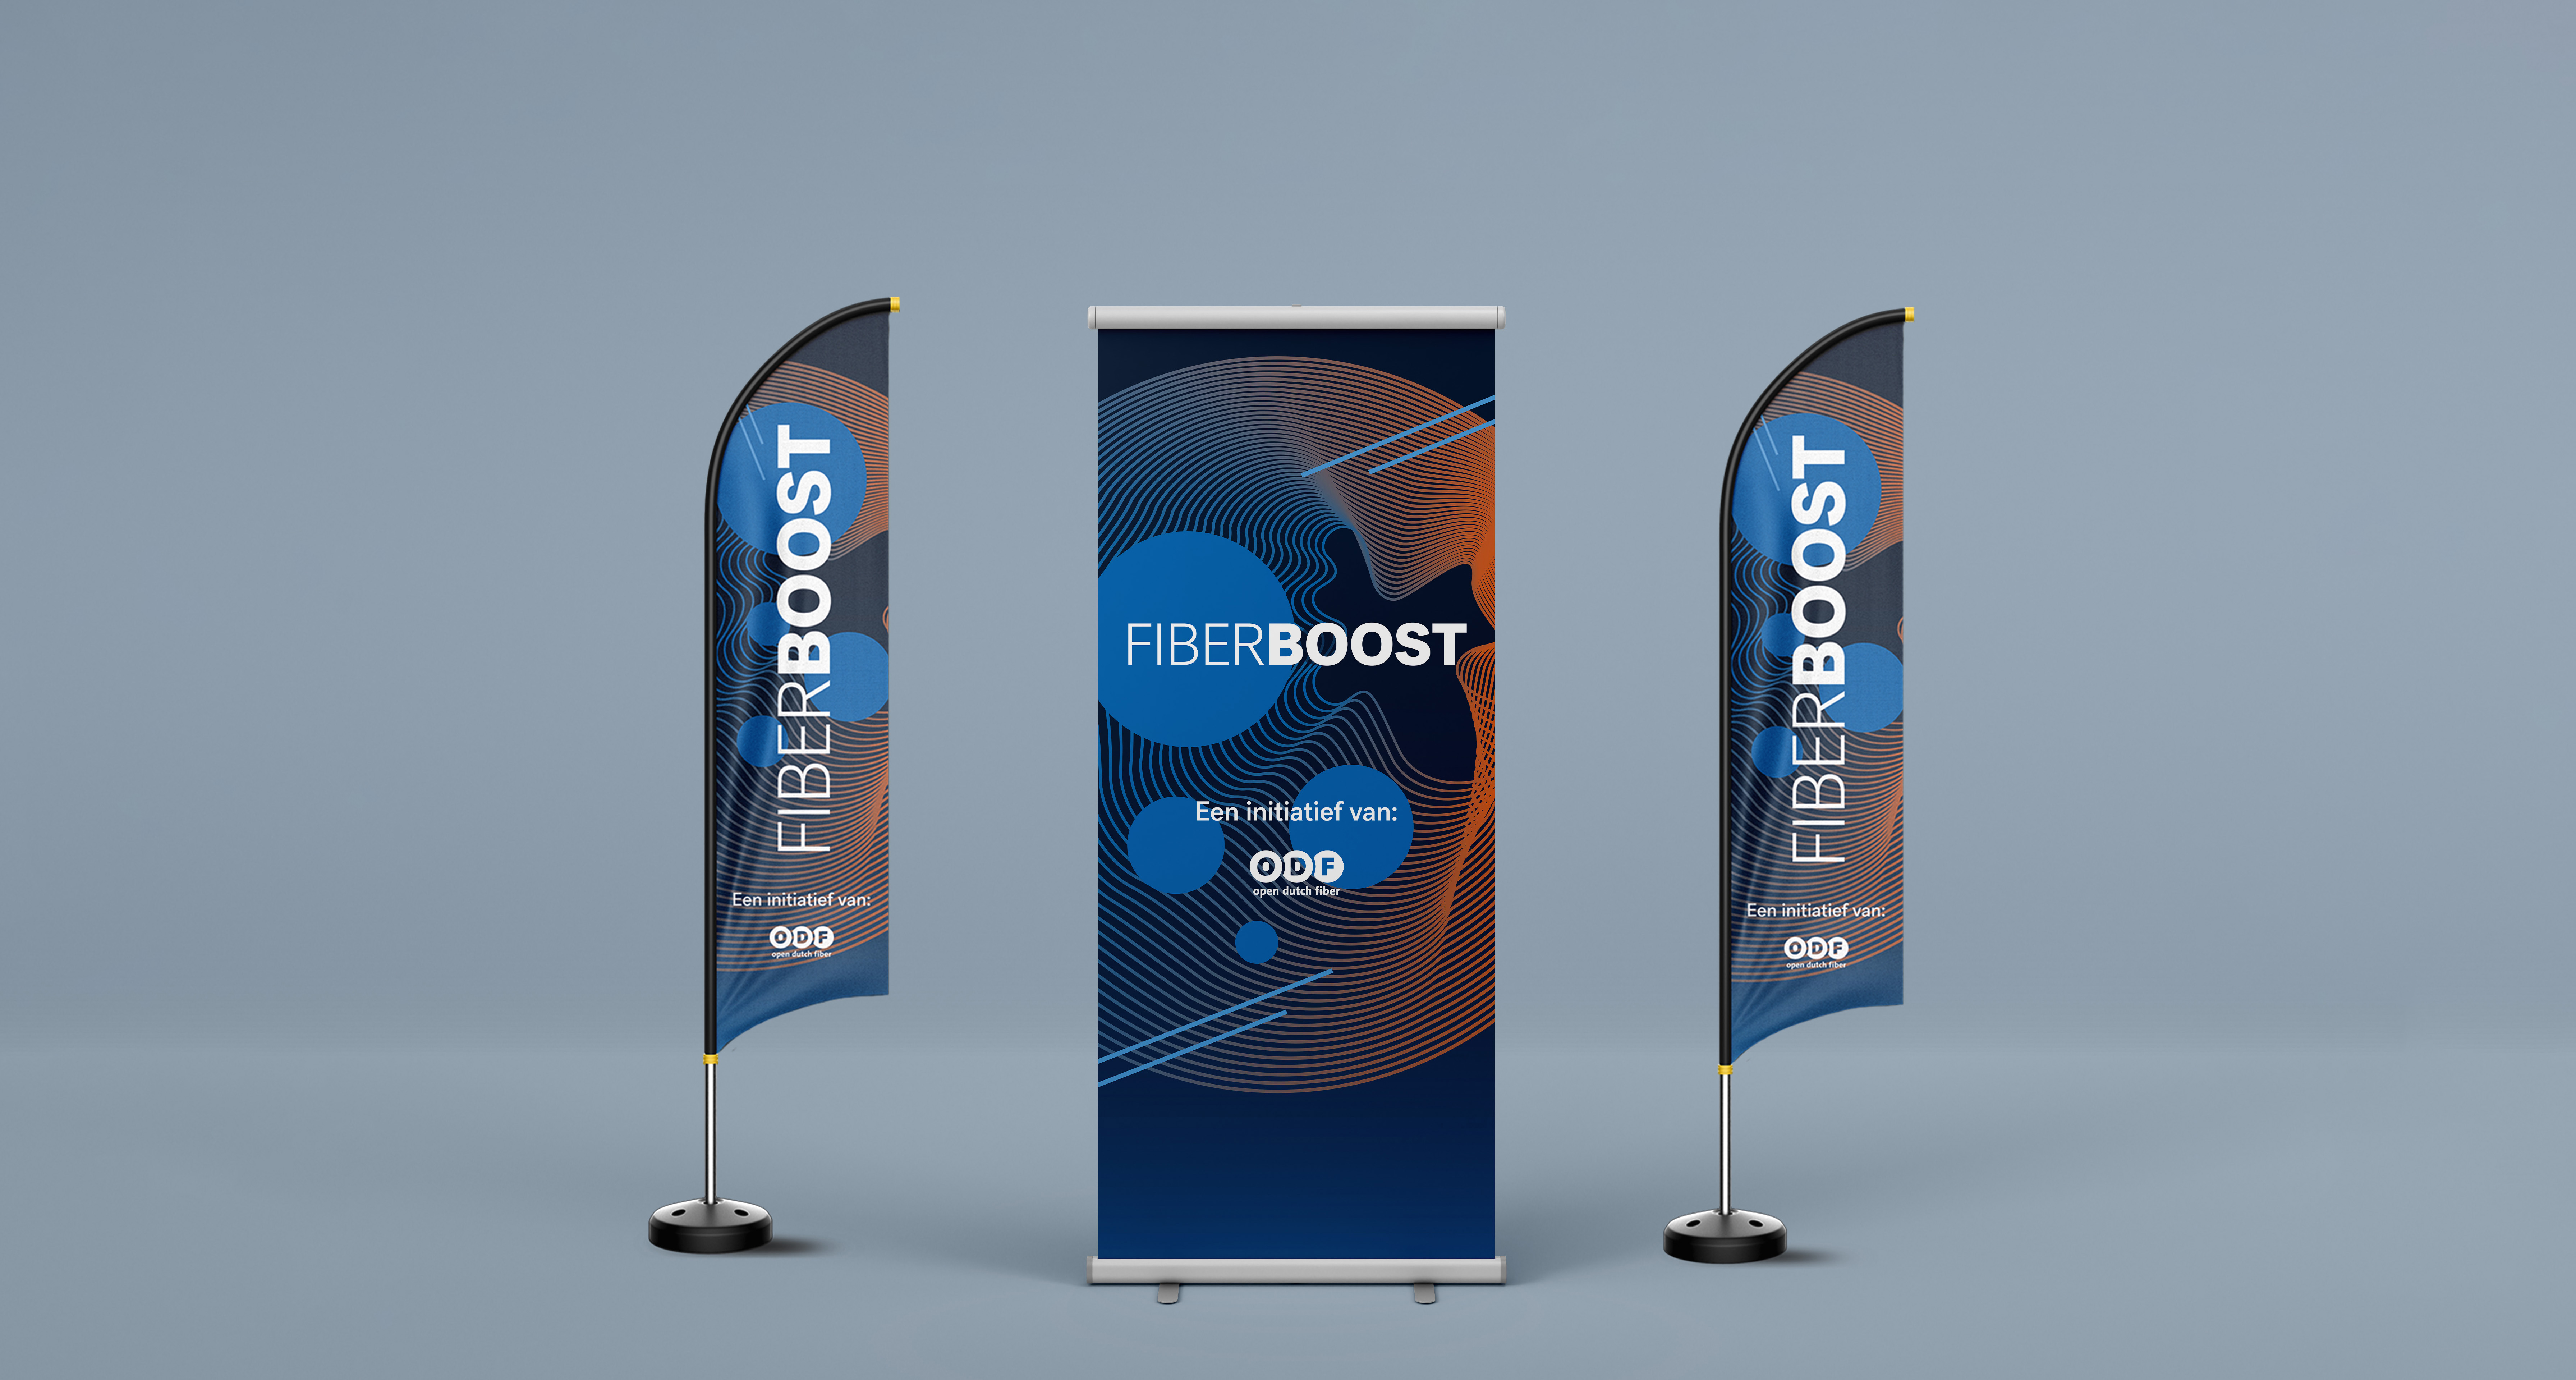 FIBERBOOST
Een initiatief van:
ODF
open dutch fiber
FIBERBOOST
Een initiatief van:
ODF
open dutch fiber
FIBERBOOST
Een initiatief van:
ODF
open dutch fiber